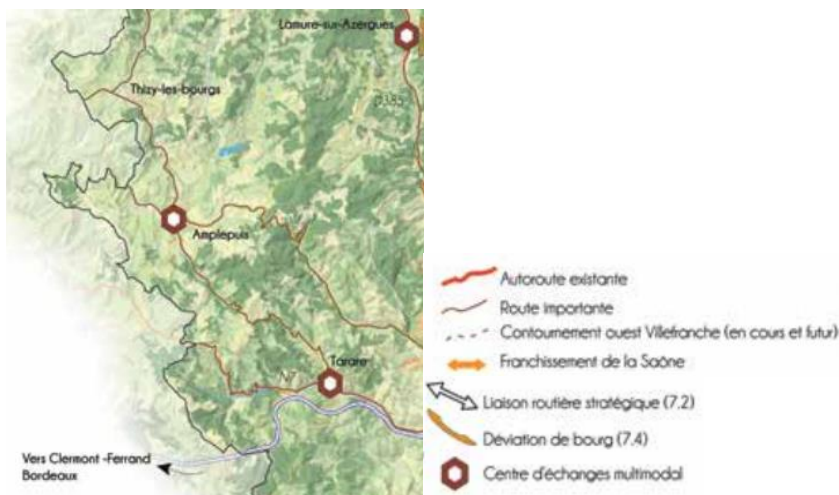 Lamure-sur-Azergues
Thizy-les-bourgs
D385
Amplepuis
Tarare
N7
Vers Clermont -Ferrand
Bordeaux
Autoroute existante
Route importante
Contournement ouest Villefranche (en cours et futur)
Franchissement de la Saône
Liaison routière stratégique (7.2)
Déviation de bourg (7.4)
Centre d'échanges multimodal